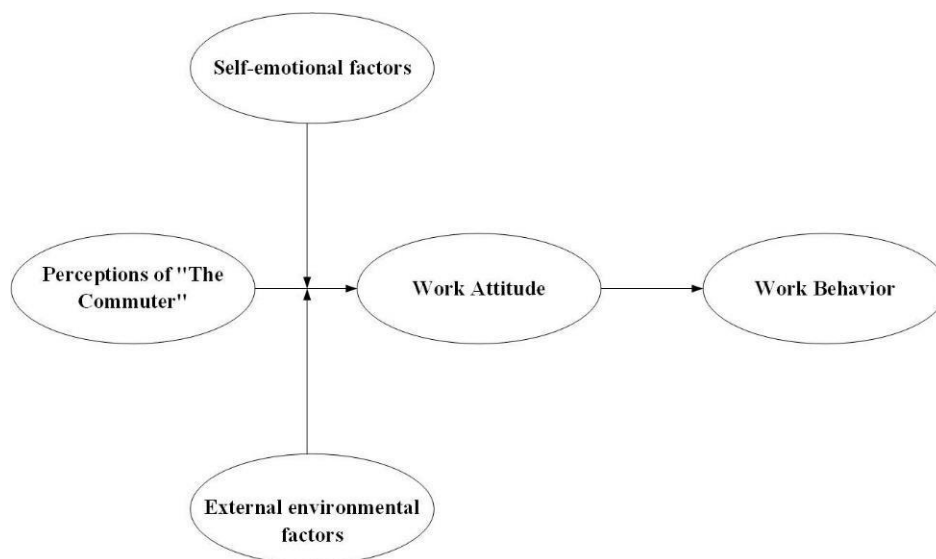 Self-emotional factors
Perceptions of "The
Commuter"
Work Attitude
Work Behavior
External environmental
factors